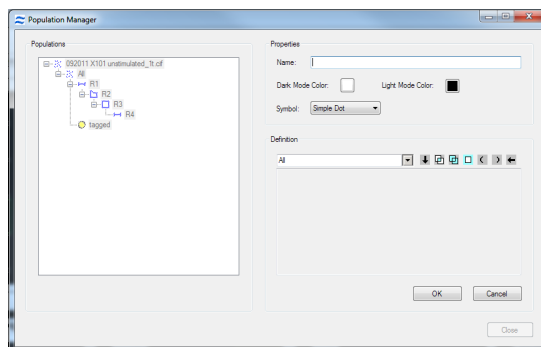 Population Manager
Populations
092011 X101 unstimulated_1t.cif
All
R1
R2
R3
R4
tagged
Properties
Name:
Dark Mode Color:
Light Mode Color:
Symbol:
Simple Dot
Definition
All
OK
Cancel
Close